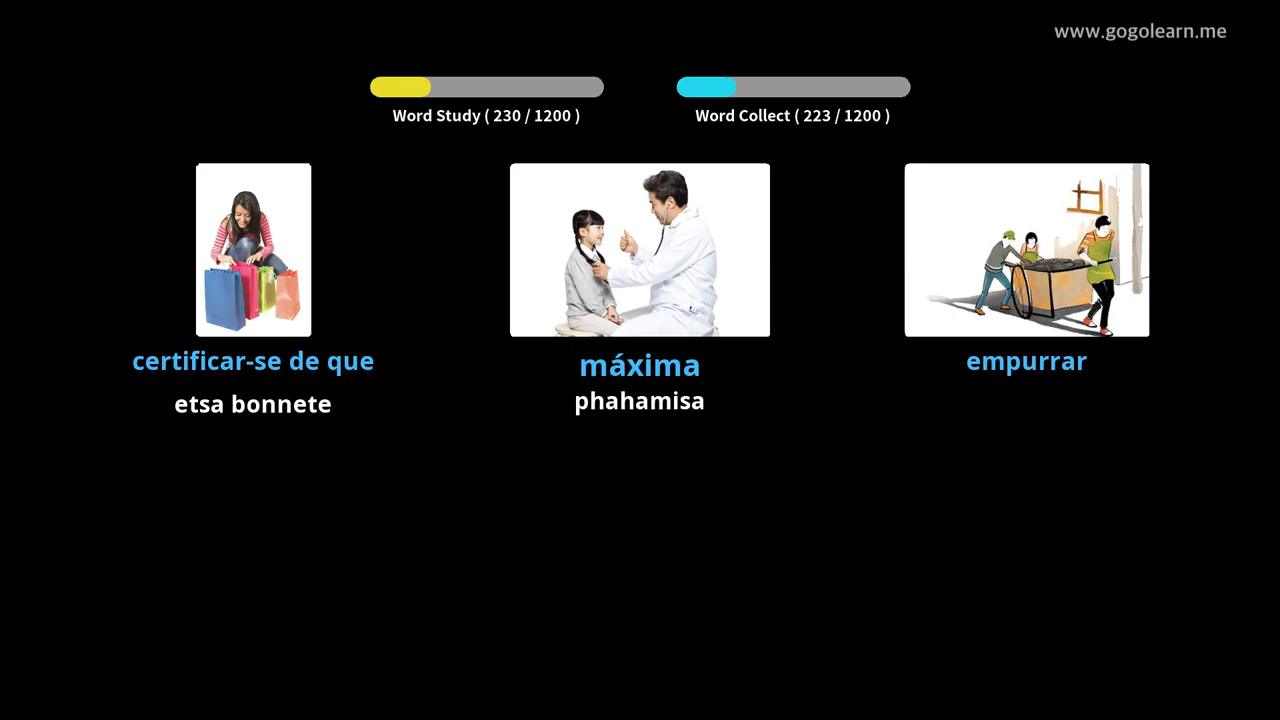 www.gogolearn.me
Word Study ( 230 / 1200 )
Word Collect ( 223 / 1200 )
certificar-se de que
etsa bonnete
máxima
phahamisa
empurrar